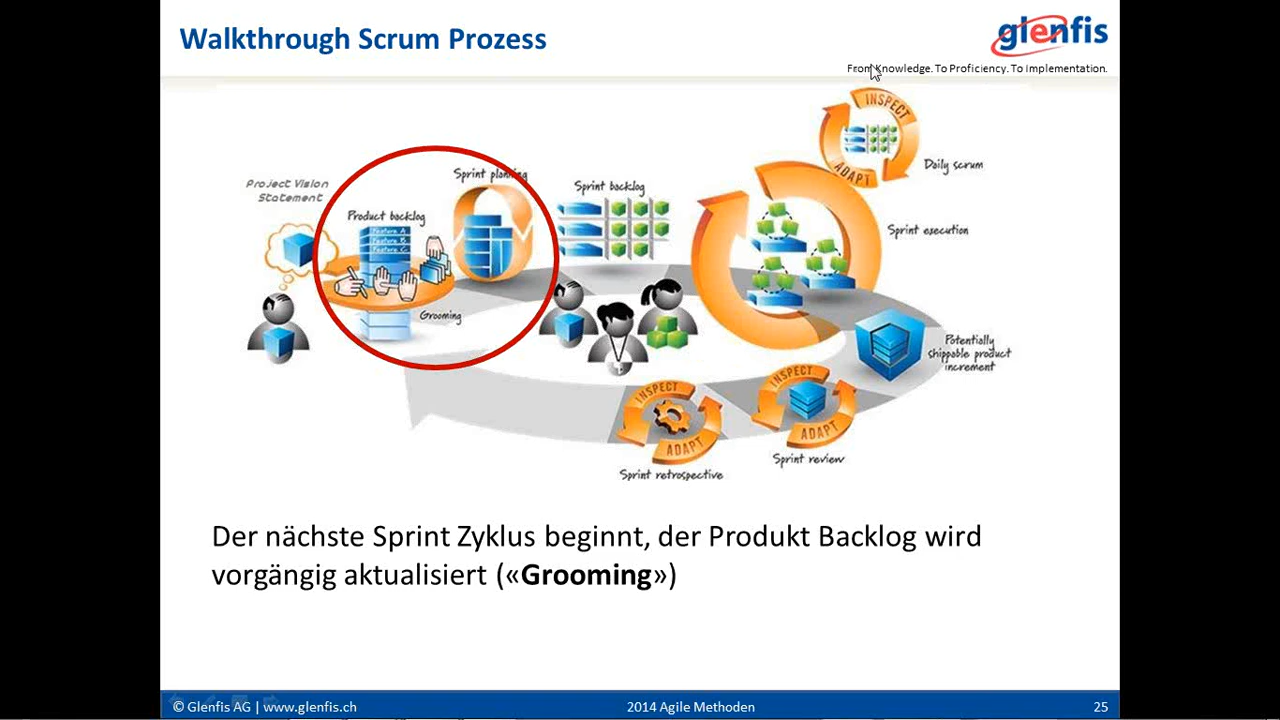 Walkthrough Scrum Prozess
glenfis
From Knowledge. To Proficiency. To Implementation.
INSPECT
ADAPT
Daily scrum
Project Vision
Statement
Sprint planning
Sprint backlog
Product backlog
Feature A
Feature B
Feature C
Sprint execution
Grooming
Potentially
shippable product
increment
INSPECT
ADAPT
Sprint review
INSPECT
ADAPT
Sprint retrospective
Der nächste Sprint Zyklus beginnt, der Produkt Backlog wird
vorgängig aktualisiert («Grooming»)
© Glenfis AG | www.glenfis.ch
2014 Agile Methoden
25